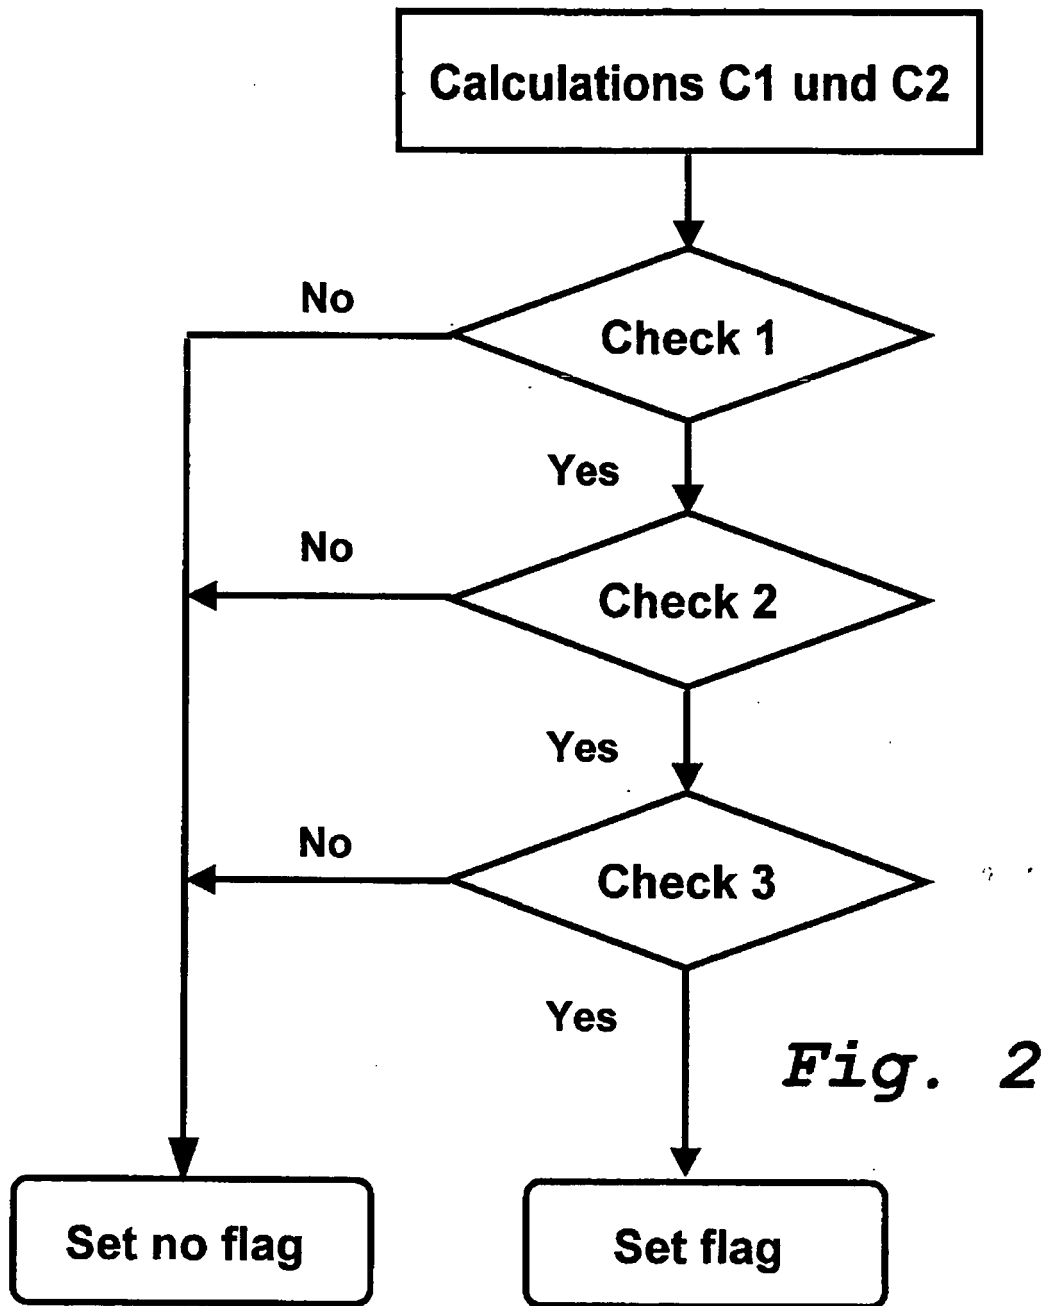 Calculations C1 und C2
No
Check 1
Yes
No
Check 2
Yes
No
Check 3
Yes
Fig. 2
Set no flag
Set flag